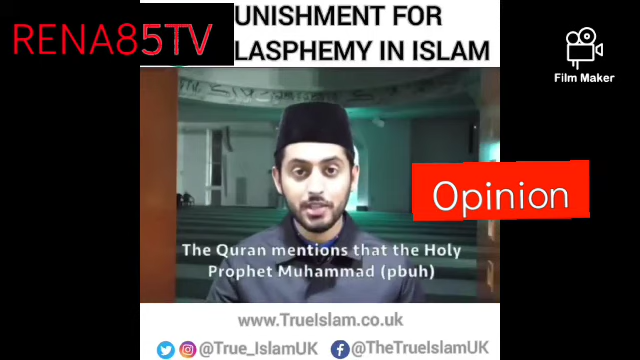 RENA85TV
UNISHMENT FOR
LASPHEMY IN ISLAM
Film Maker
Opinion
The Quran mentions that the Holy
Prophet Muhammad (pbuh)
www.TrueIslam.co.uk
@True_IslamUK @TheTrueIslamUK